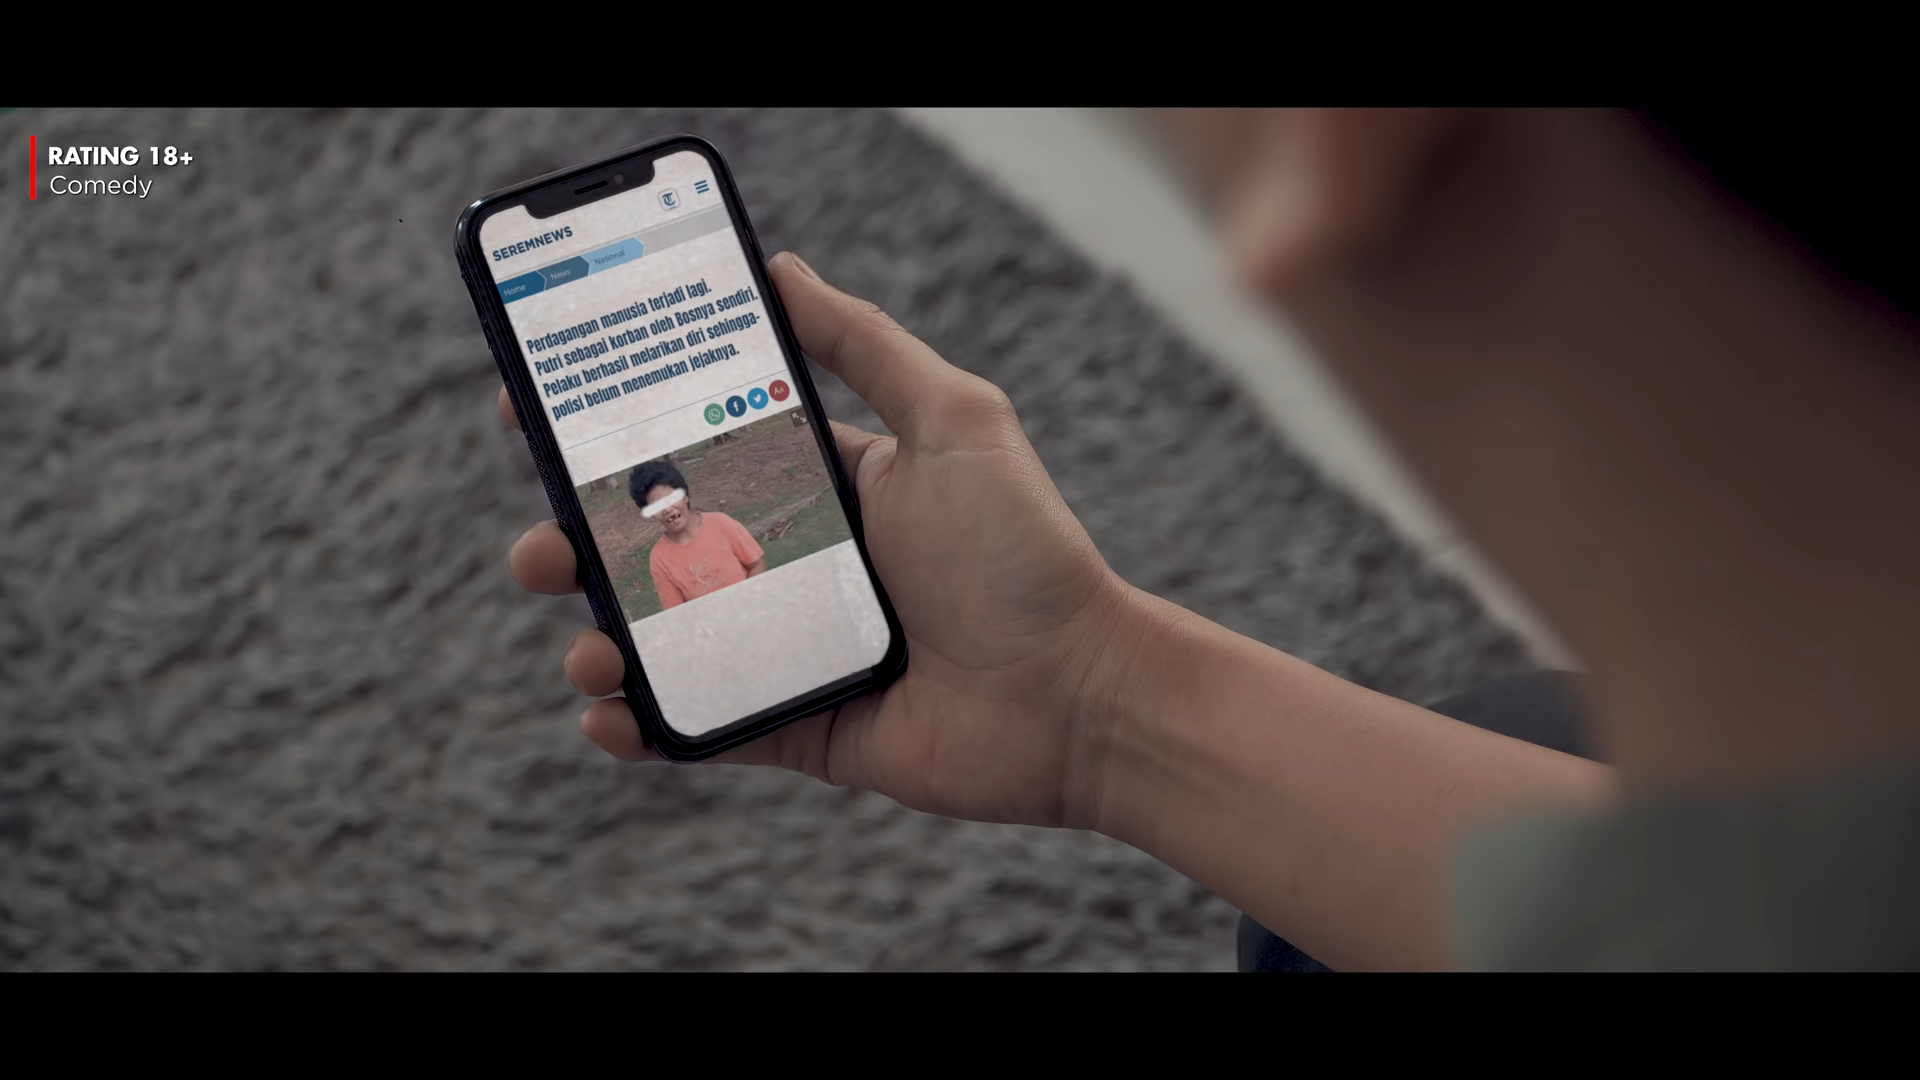 RATING 18+
Comedy
SEREMNEWS
Home
News
Nasional
Perdagangan manusia terjadi lagi.
Putri sebagai korban oleh Bosnya sendiri.
Pelaku berhasil melarikan diri sehingga-
polisi belum menemukan jejaknya.
AA